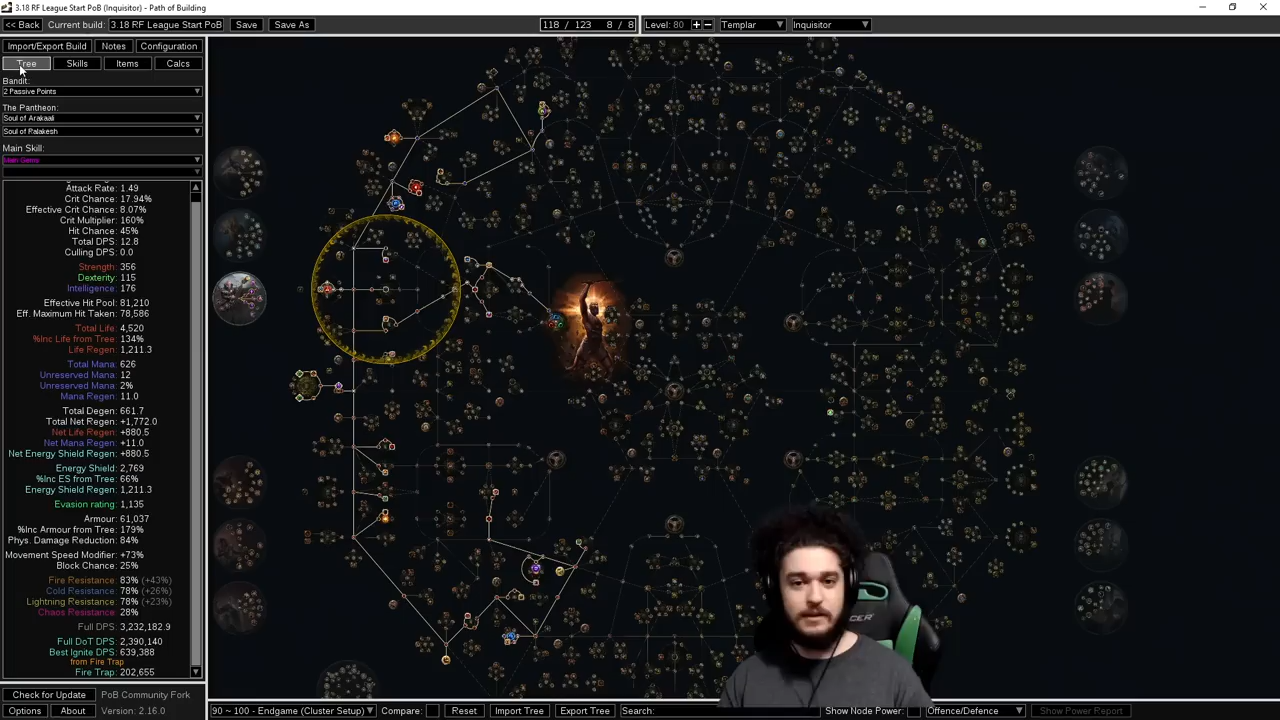 3.18 RF League Start PoB (Inquisitor) - Path of Building
<< Back Current build: 3.18 RF League Start PoB Save Save As 118 / 123 8 / 8 Level: 80 Templar Inquisitor
Import/Export Build Notes Configuration
Tree Skills Items Calcs
Bandit:
2 Passive Points
The Pantheon:
Soul of Arakaali
Soul of Ralakesh
Main Skill:
Attack Rate: 1.49
Crit Chance: 17.94%
Effective Crit Chance: 8.07%
Crit Multiplier: 160%
Hit Chance: 45%
Total DPS: 12.8
Culling DPS: 0.0
Strength: 356
Dexterity: 115
Intelligence: 176
Effective Hit Pool: 81,210
Eff. Maximum Hit Taken: 78,586
Total Life: 4,520
%Inc Life from Tree: 134%
Life Regen: 1,211.3
Total Mana: 626
Unreserved Mana: 12
Unreserved Mana: 2%
Mana Regen: 11.0
Total Degen: 661.7
Total Net Regen: +1,772.0
Net Life Regen: +880.5
Net Mana Regen: +11.0
Net Energy Shield Regen: +880.5
Energy Shield: 2,769
%Inc ES from Tree: 66%
Energy Shield Regen: 1,211.3
Evasion rating: 1,135
Armour: 61,037
%Inc Armour from Tree: 179%
Phys. Damage Reduction: 84%
Movement Speed Modifier: +73%
Block Chance: 25%
Fire Resistance: 83% (+43%)
Cold Resistance: 78% (+26%)
Lightning Resistance: 78% (+23%)
Chaos Resistance: 28%
Full DPS: 3,232,182.9
Full DoT DPS: 2,390,140
Best Ignite DPS: 639,388
from Fire Trap
Fire Trap: 202,655
Check for Update PoB Community Fork
Options About Version: 2.16.0
90 ~ 100 - Endgame (Cluster Setup) Compare: Reset Import Tree Export Tree Search: Show Node Power: Offence/Defence Show Power Report